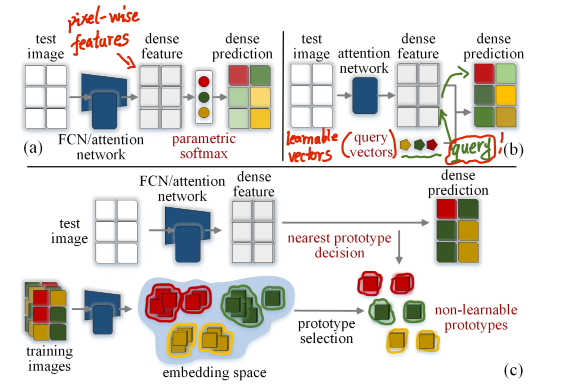 pixel-wise
features
test
image
dense
feature
dense
prediction
FCN/attention
network
parametric
softmax
(a)
test
image
attention
network
dense
feature
dense
prediction
learnable
vectors
(query
vectors)
query!
(b)
test
image
FCN/attention
network
dense
feature
dense
prediction
nearest prototype
decision
training
images
embedding space
prototype
selection
non-learnable
prototypes
(c)